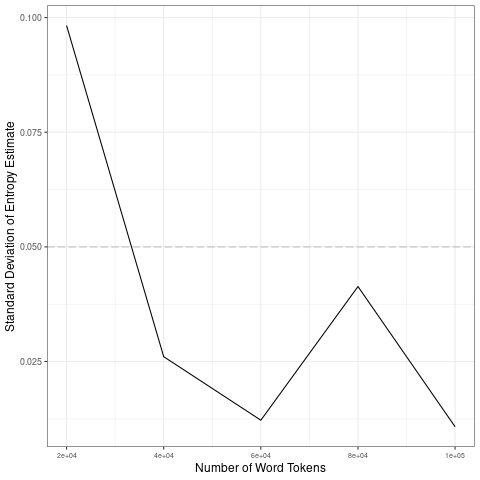 0.100
0.075
0.050
0.025
Standard Deviation of Entropy Estimate
2e+04 4e+04 6e+04 8e+04 1e+05
Number of Word Tokens